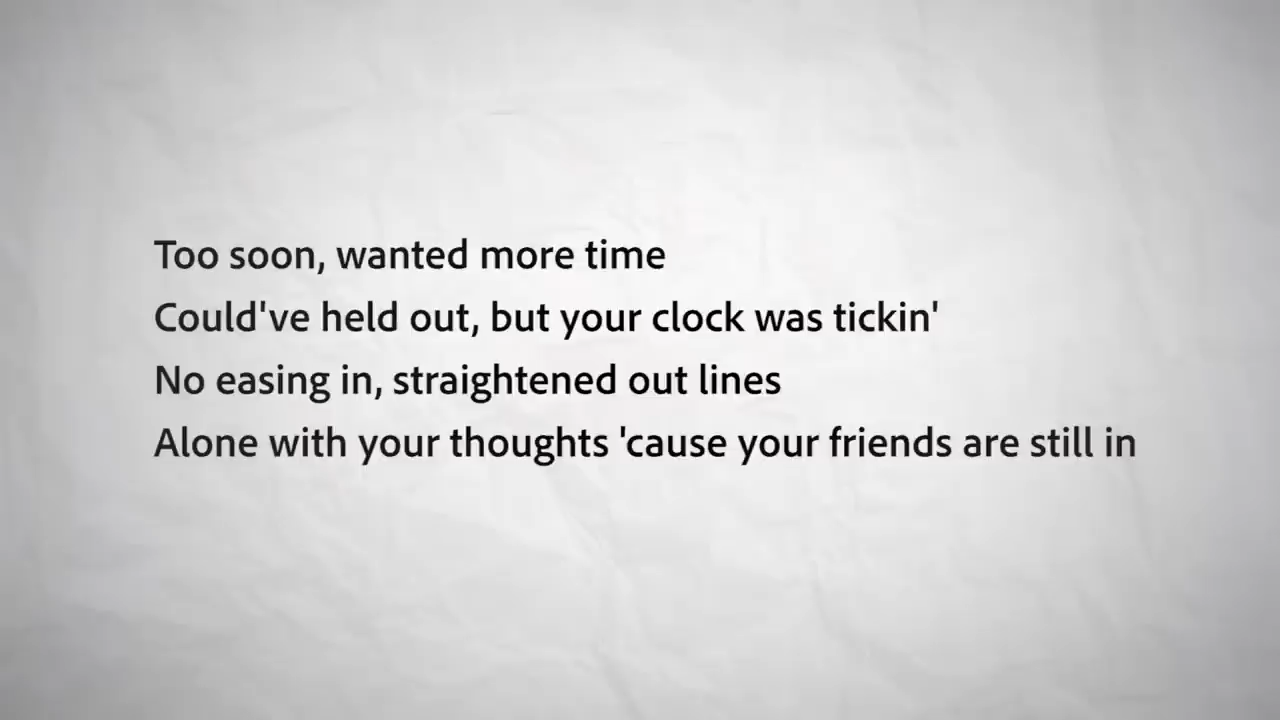 Too soon, wanted more time
Could've held out, but your clock was tickin'
No easing in, straightened out lines
Alone with your thoughts 'cause your friends are still in